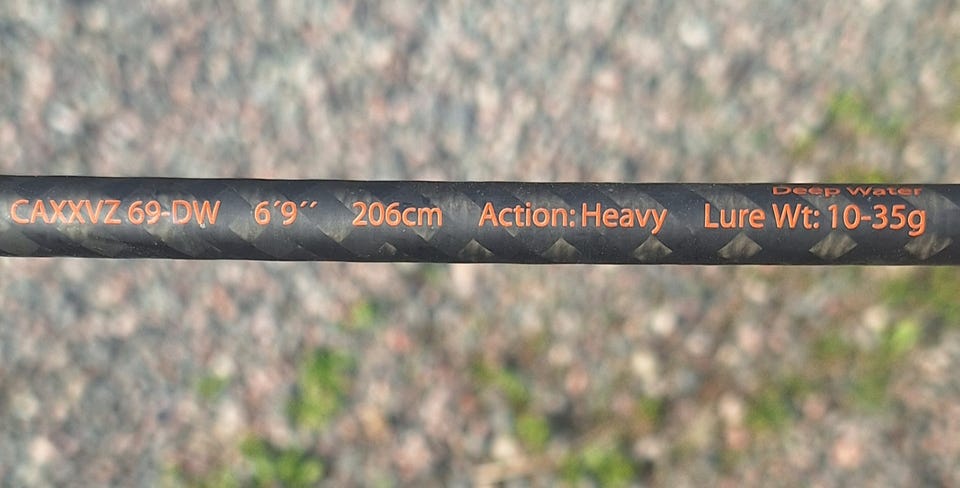 Deep Water
CAXXVZ 69-DW 6´9´´ 206cm Action: Heavy Lure Wt: 10-35g